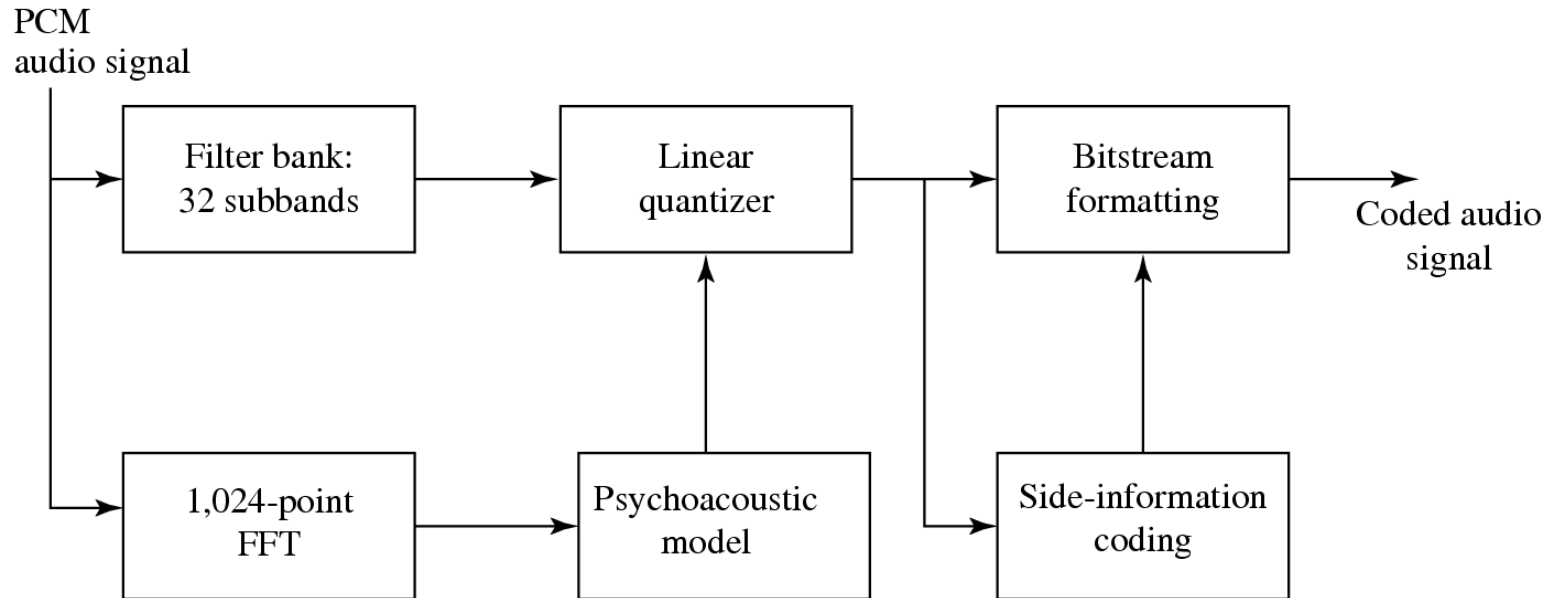 PCM
audio signal
Filter bank:
32 subbands
Linear
quantizer
Bitstream
formatting
Coded audio
signal
1,024-point
FFT
Psychoacoustic
model
Side-information
coding